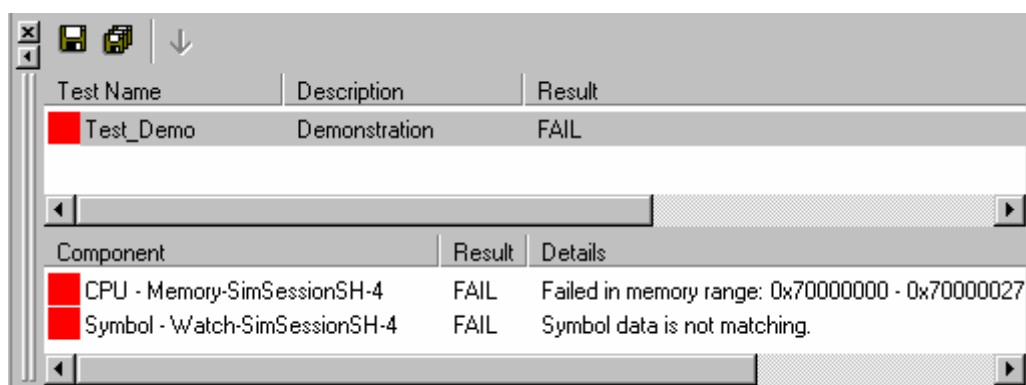 Test Name Description Result
Test_Demo Demonstration FAIL
Component Result Details
CPU - Memory-SimSessionSH-4 FAIL Failed in memory range: 0x70000000 - 0x70000027
Symbol - Watch-SimSessionSH-4 FAIL Symbol data is not matching.